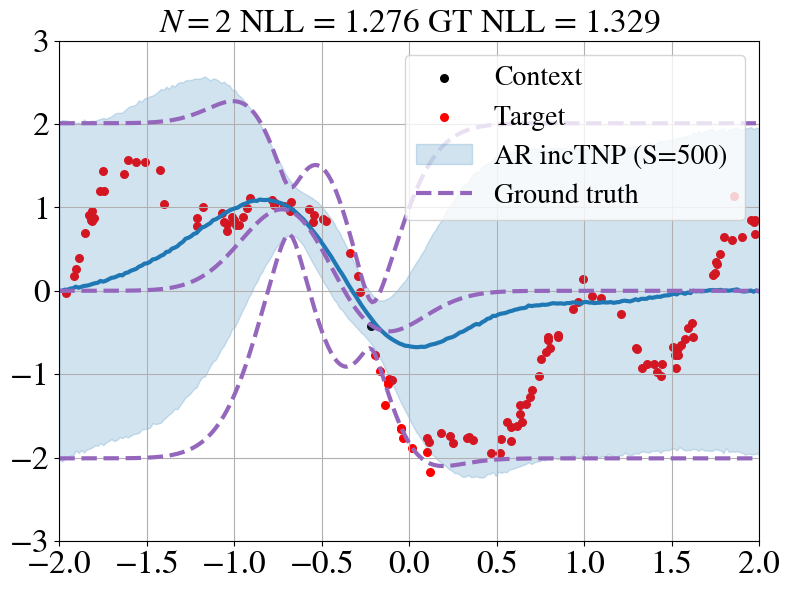 N = 2 NLL = 1.276 GT NLL = 1.329
3
2
1
0
−1
−2
−3
Context
Target
AR incTNP (S=500)
Ground truth
−2.0 −1.5 −1.0 −0.5 0.0 0.5 1.0 1.5 2.0